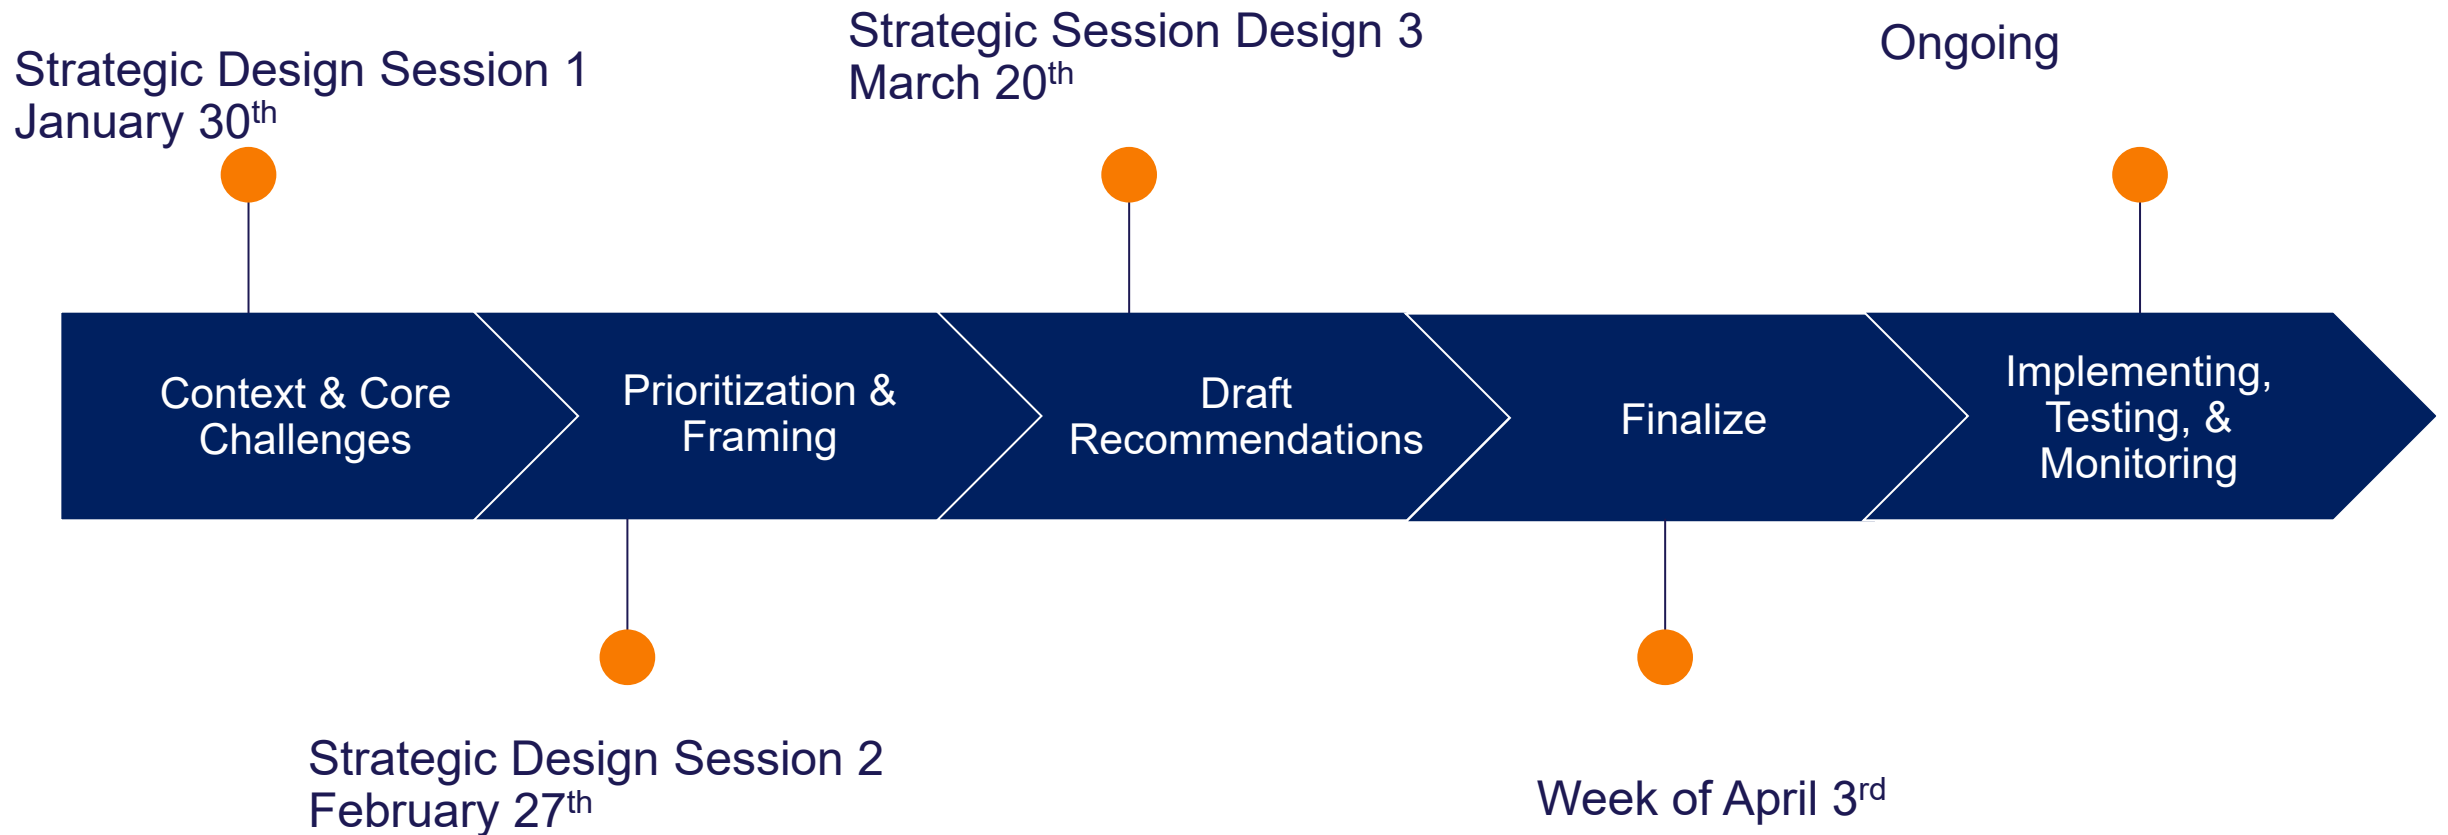 Strategic Design Session 1
January 30th
Strategic Session Design 3
March 20th
Ongoing
Context & Core
Challenges
Prioritization &
Framing
Draft
Recommendations
Finalize
Implementing,
Testing, &
Monitoring
Strategic Design Session 2
February 27th
Week of April 3rd